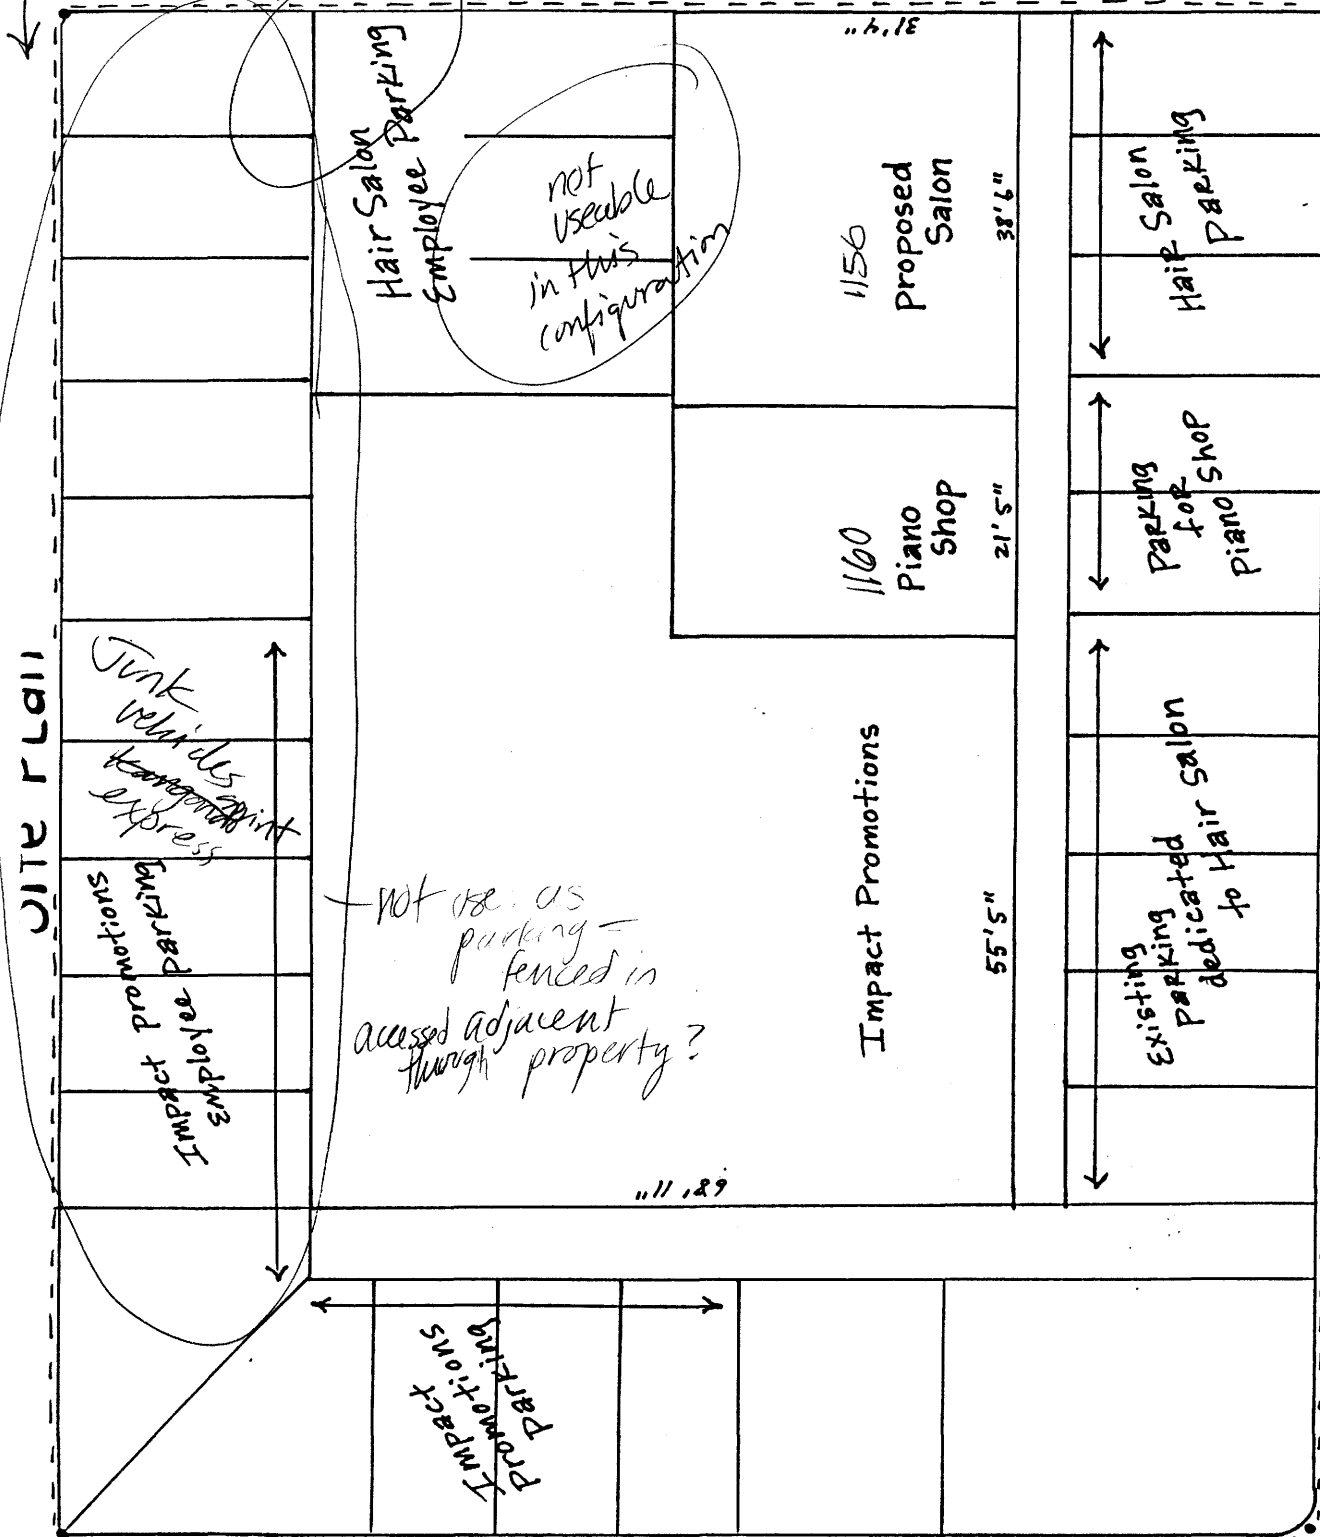 Hair Salon
Employee Parking
not
useable
in this
configuration
31'4"
1156
Proposed
Salon
38'6"
Hair Salon
Parking
1160
Piano
Shop
21'5"
Parking
for
Piano Shop
Junk
vehicles
express
Impact Promotions
Employee Parking
not use as
parking -
fenced in
accessed adjacent
through property?
Impact Promotions
55'5"
68'11"
Existing
Parking
dedicated
to Hair Salon
Impact
Promotions
Parking